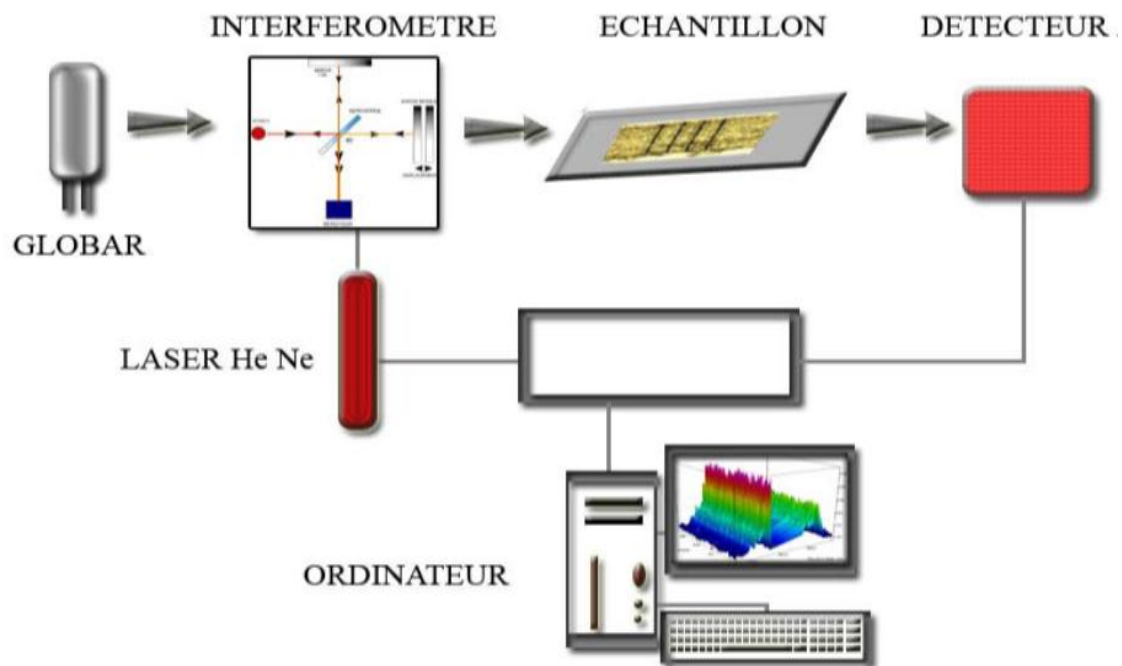 INTERFEROMETRE
ECHANTILLON
DETECTEUR
GLOBAR
LASER He Ne
ORDINATEUR